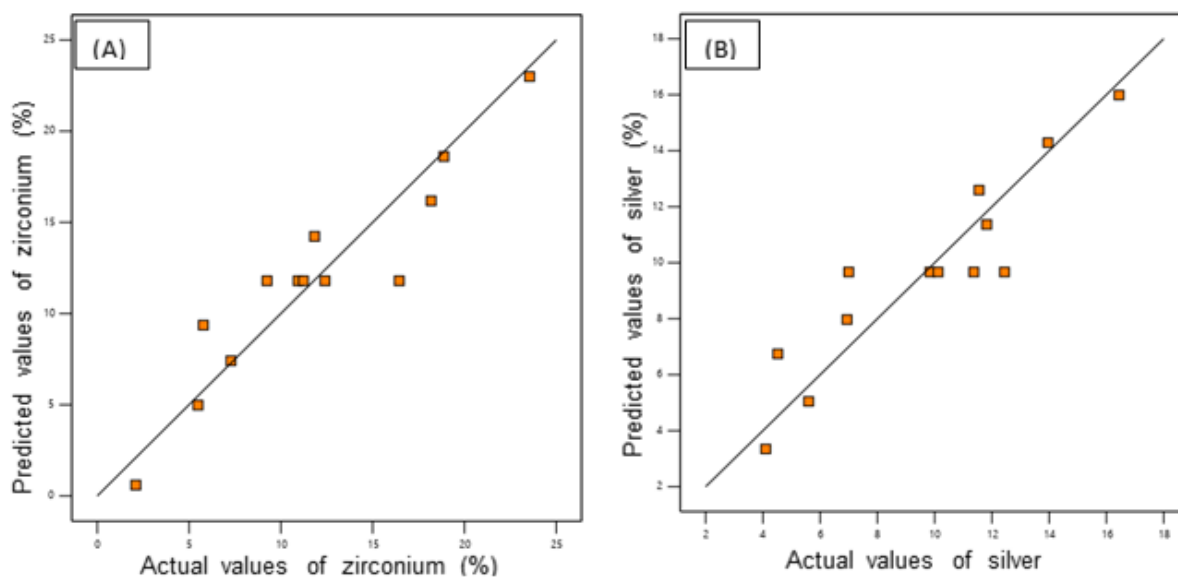 (A)
Predicted values of zirconium (%)
25
20
15
10
5
0
0 5 10 15 20 25
Actual values of zirconium (%)
(B)
Predicted values of silver (%)
18
16
14
12
10
8
6
4
2
2 4 6 8 10 12 14 16 18
Actual values of silver